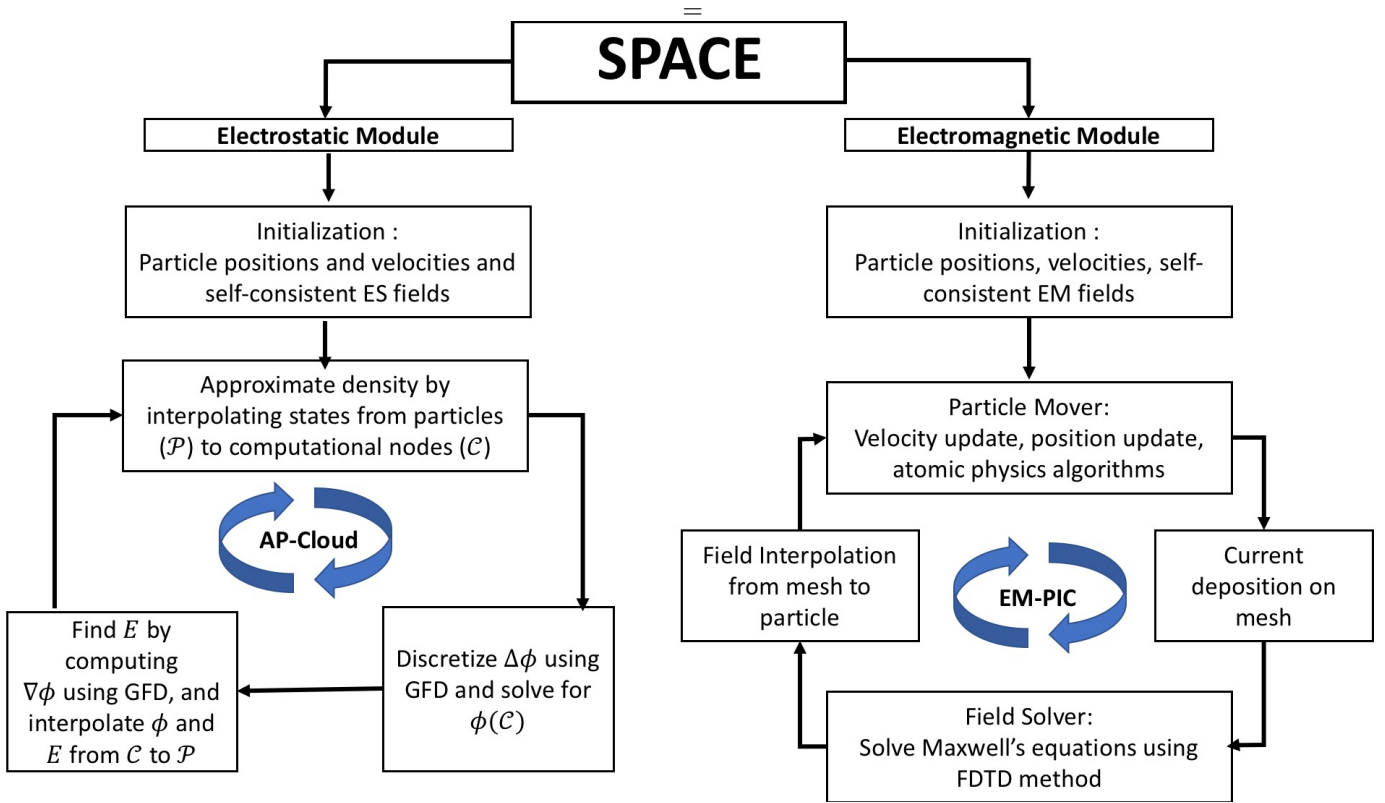 =
SPACE
Electrostatic Module
Initialization :
Particle positions and velocities and
self-consistent ES fields
Approximate density by
interpolating states from particles
(𝒫) to computational nodes (𝒞)
AP-Cloud
Find 𝐸 by
computing
∇𝜙 using GFD, and
interpolate 𝜙 and
𝐸 from 𝒞 to 𝒫
Discretize Δ𝜙 using
GFD and solve for
𝜙(𝒞)
Electromagnetic Module
Initialization :
Particle positions, velocities, self-
consistent EM fields
Particle Mover:
Velocity update, position update,
atomic physics algorithms
Field Interpolation
from mesh to
particle
EM-PIC
Current
deposition on
mesh
Field Solver:
Solve Maxwell’s equations using
FDTD method